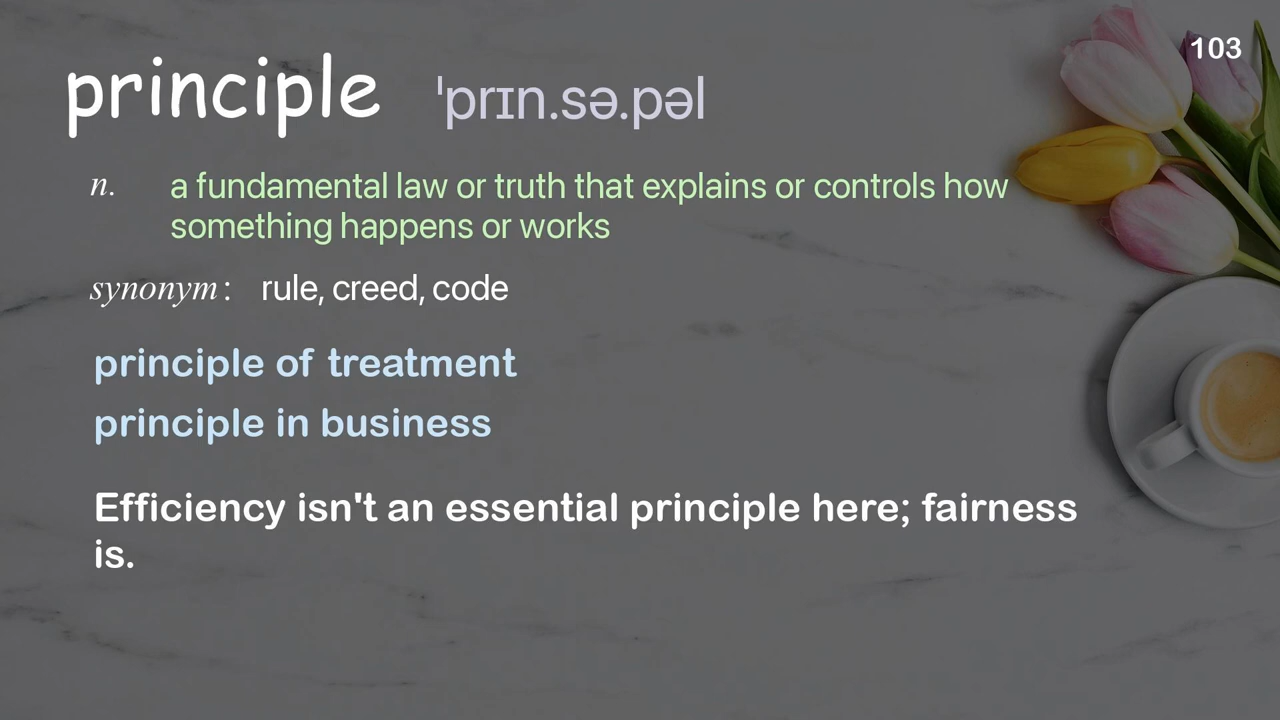 103
principle ˈprɪn.sə.pəl
n. a fundamental law or truth that explains or controls how
something happens or works
synonym: rule, creed, code
principle of treatment
principle in business
Efficiency isn't an essential principle here; fairness
is.